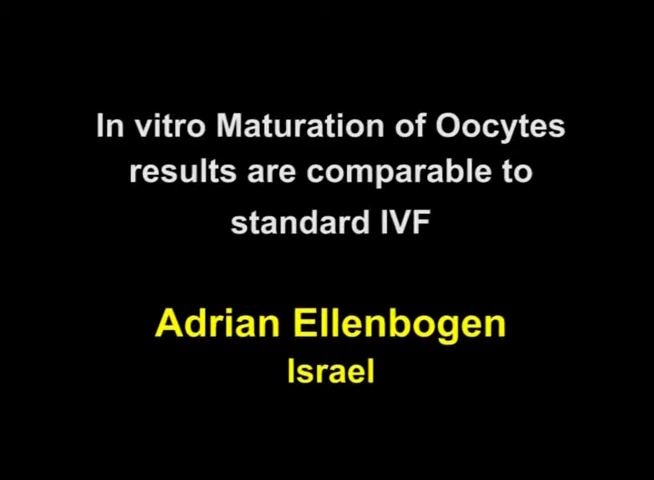 In vitro Maturation of Oocytes
results are comparable to
standard IVF
Adrian Ellenbogen
Israel